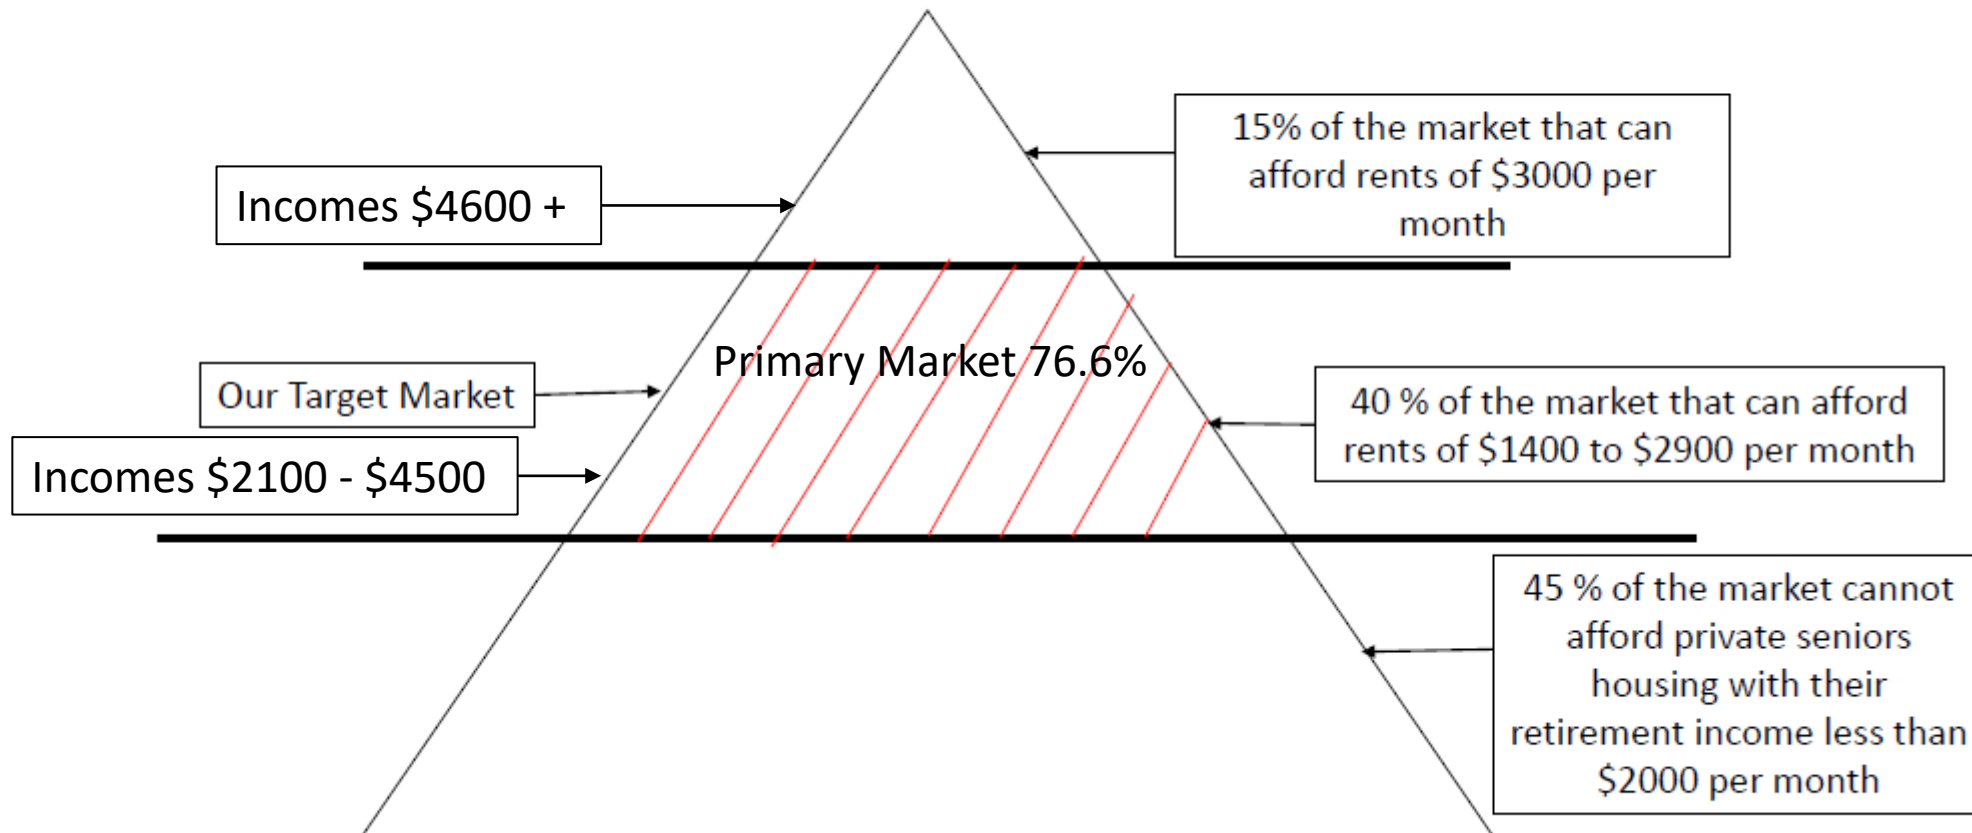 15% of the market that can
afford rents of $3000 per
month
Incomes $4600 +
Primary Market 76.6%
Our Target Market
40 % of the market that can afford
rents of $1400 to $2900 per month
Incomes $2100 - $4500
45 % of the market cannot
afford private seniors
housing with their
retirement income less than
$2000 per month